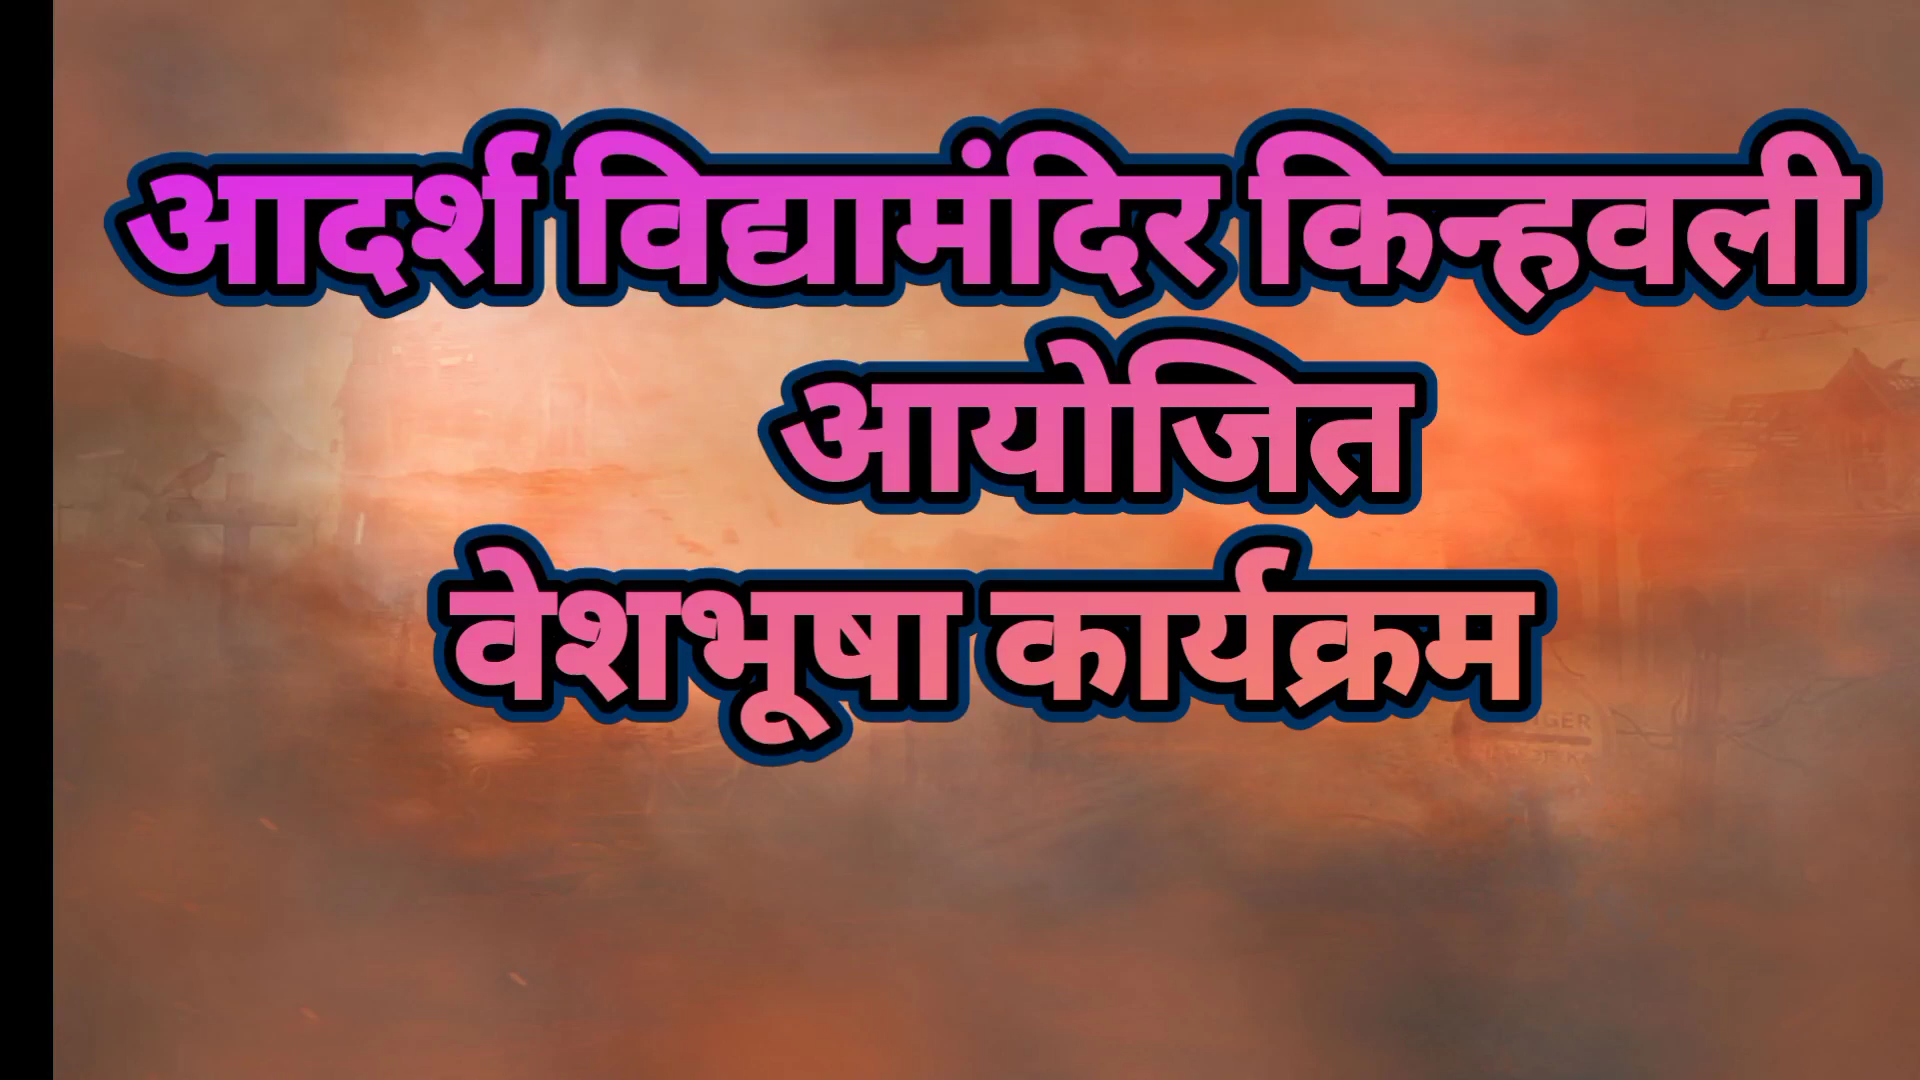 आदर्श विद्यामंदिर किन्हवली
आयोजित
वेशभूषा कार्यक्रम